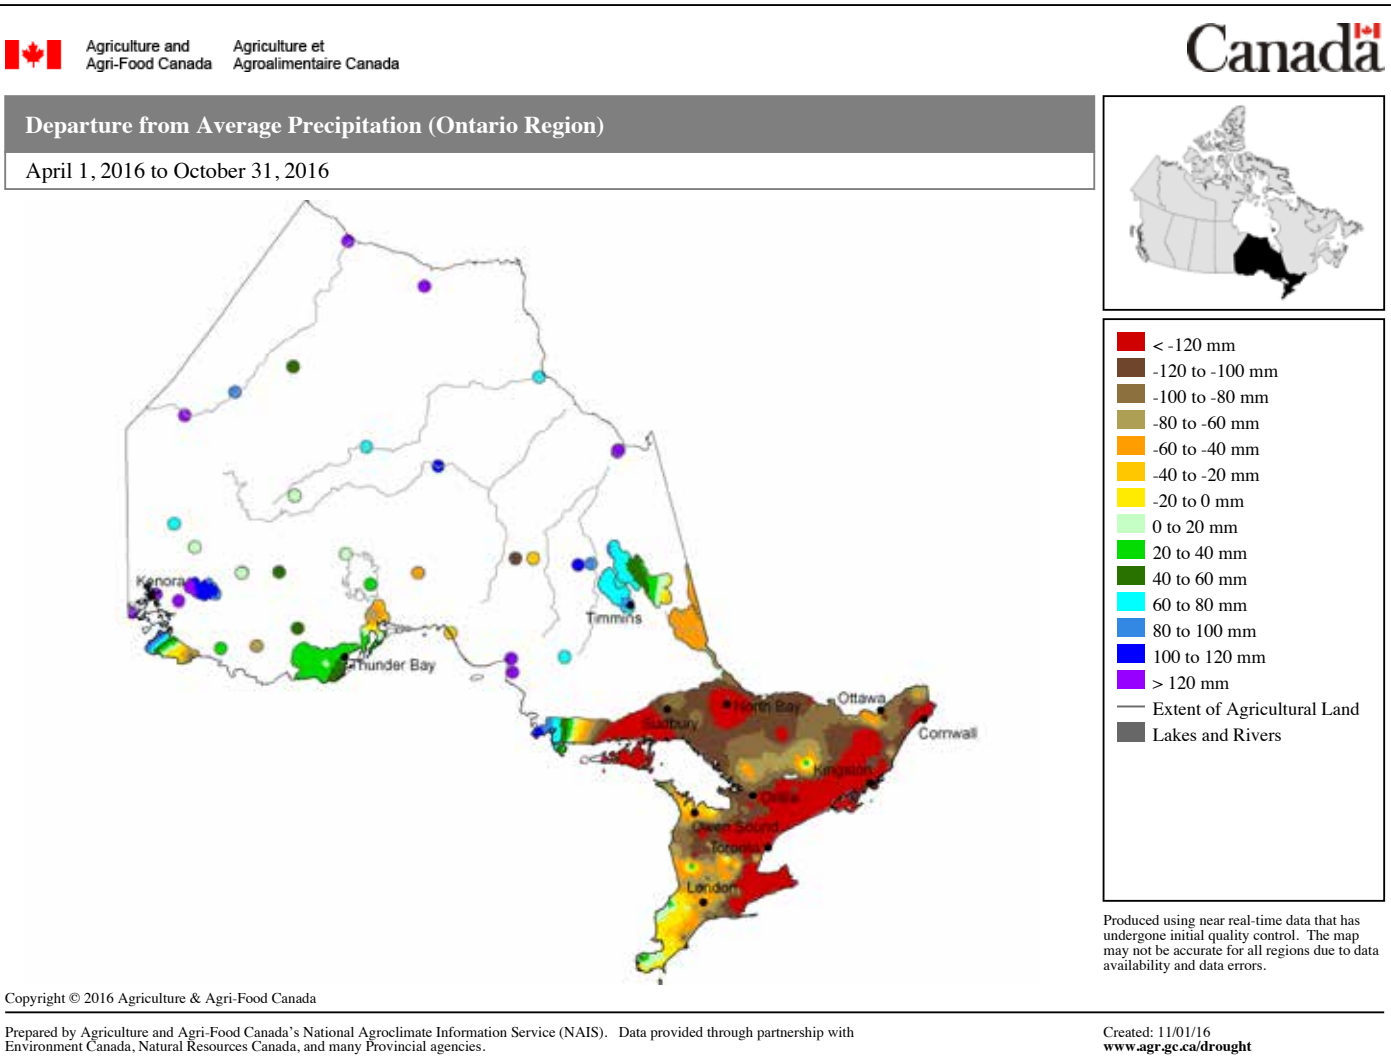 Agriculture and Agriculture et
Agri-Food Canada Agroalimentaire Canada
Canada
Departure from Average Precipitation (Ontario Region)
April 1, 2016 to October 31, 2016
Kenora
Timmins
Thunder Bay
Ottawa
North Bay
Sudbury
Cornwall
Kingston
Orillia
Owen Sound
Toronto
London
< -120 mm
-120 to -100 mm
-100 to -80 mm
-80 to -60 mm
-60 to -40 mm
-40 to -20 mm
-20 to 0 mm
0 to 20 mm
20 to 40 mm
40 to 60 mm
60 to 80 mm
80 to 100 mm
100 to 120 mm
> 120 mm
Extent of Agricultural Land
Lakes and Rivers
Produced using near real-time data that has
undergone initial quality control. The map
may not be accurate for all regions due to data
availability and data errors.
Copyright © 2016 Agriculture & Agri-Food Canada
Prepared by Agriculture and Agri-Food Canada's National Agroclimate Information Service (NAIS). Data provided through partnership with
Environment Canada, Natural Resources Canada, and many Provincial agencies.
Created: 11/01/16
www.agr.gc.ca/drought